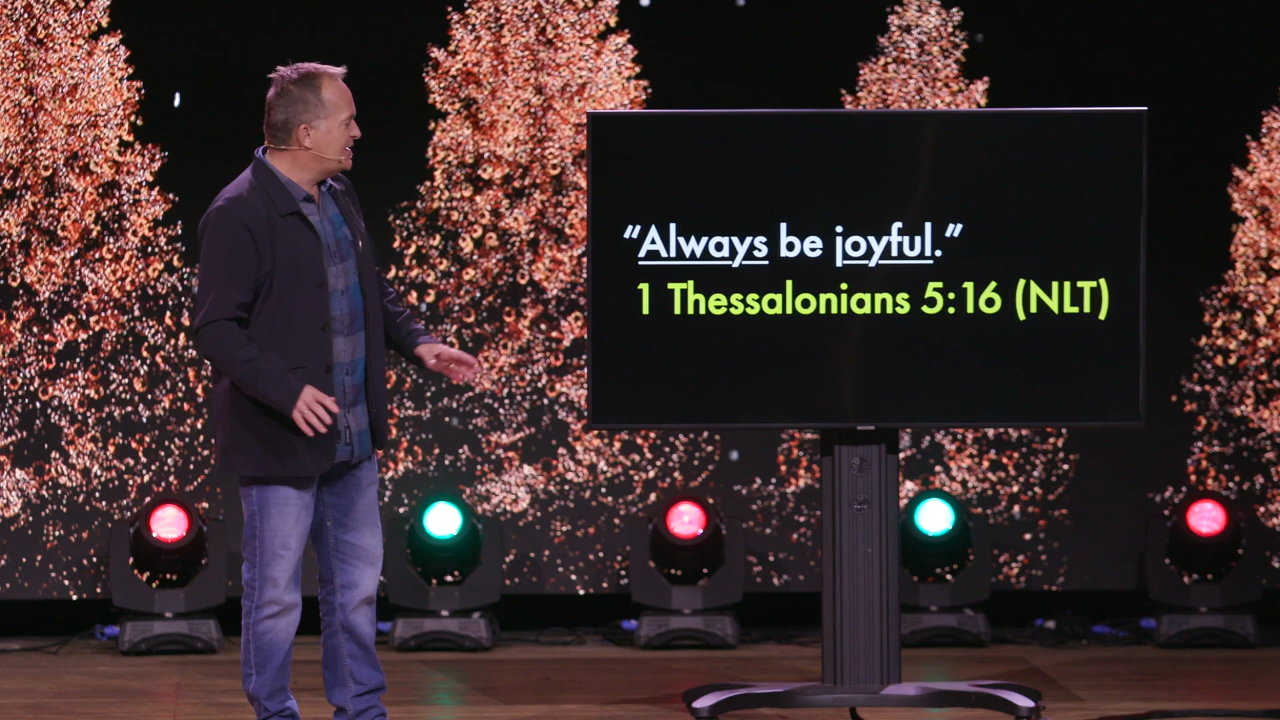 “Always be joyful.”
1 Thessalonians 5:16 (NLT)